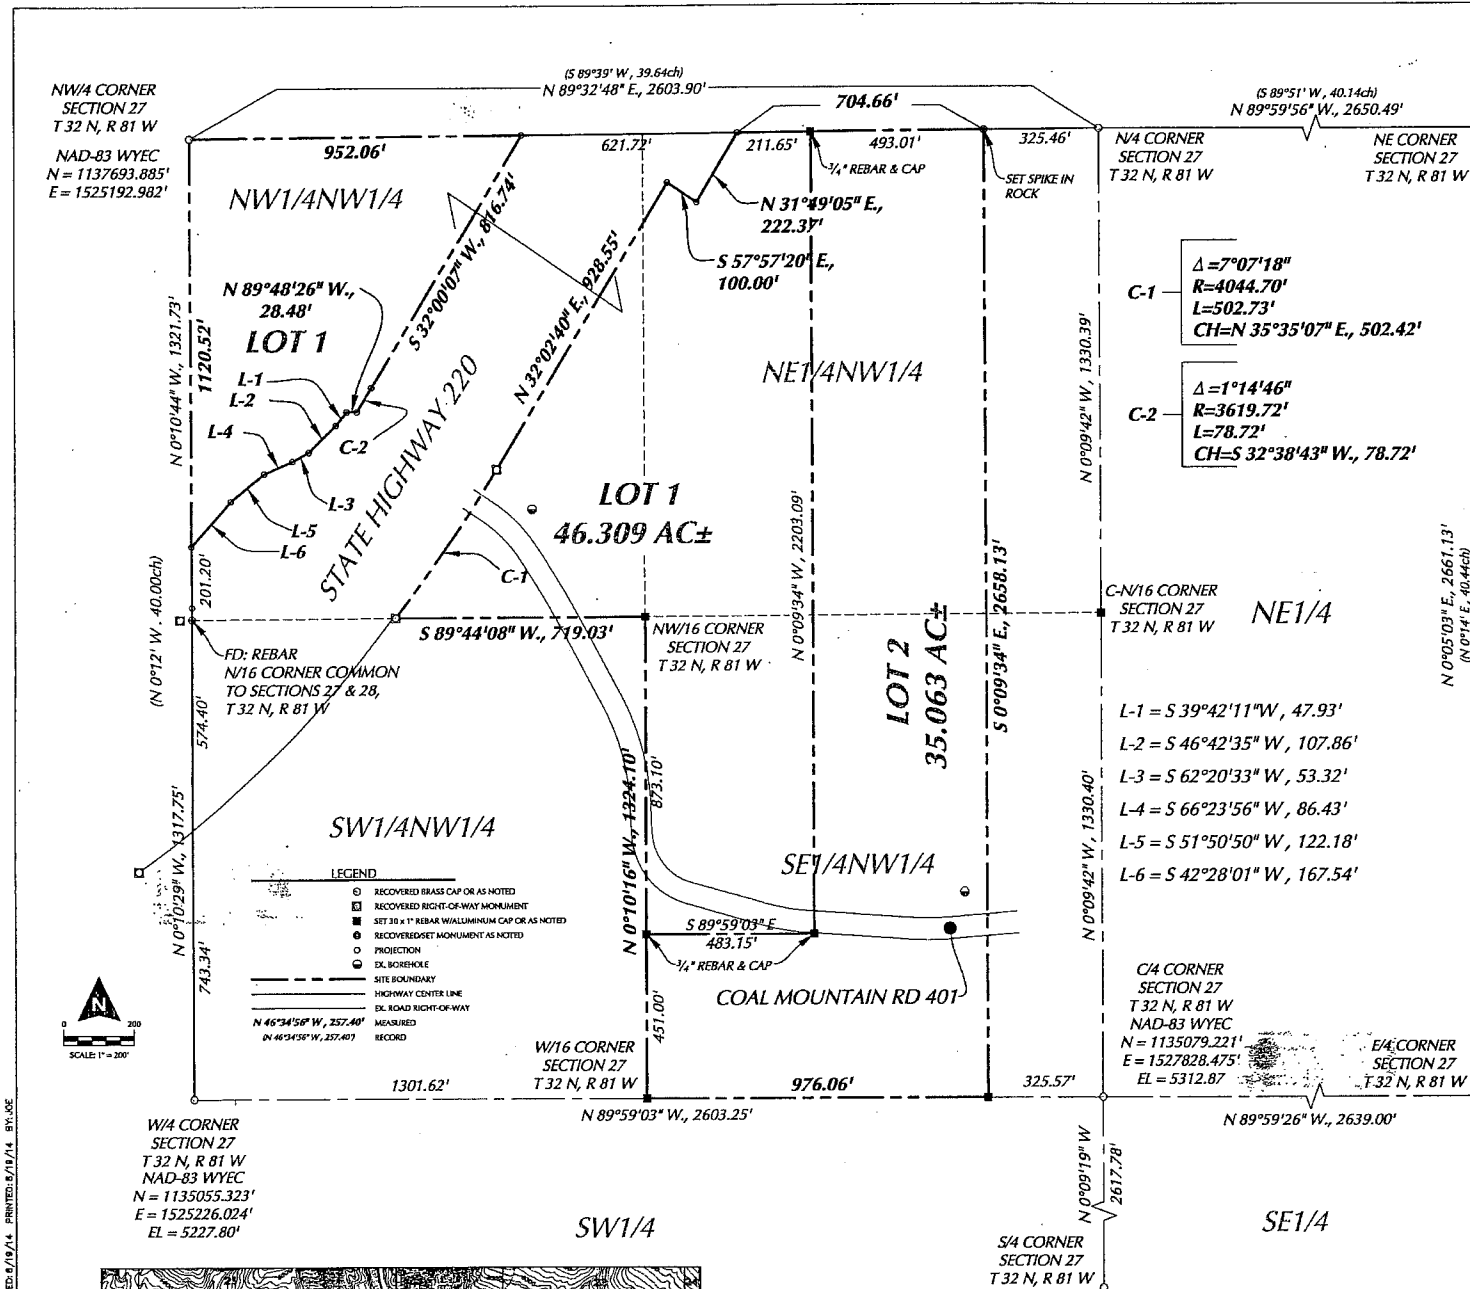 (S 89°39' W , 39.64ch)
N 89°32'48" E., 2603.90'
704.66'
(S 89°51' W , 40.14ch)
N 89°59'56" W., 2650.49'
NW/4 CORNER
SECTION 27
T 32 N, R 81 W
NAD-83 WYEC
N = 1137693.885'
E = 1525192.982'
952.06'
621.72'
211.65'
493.01'
325.46'
3/4" REBAR & CAP
SET SPIKE IN
ROCK
N/4 CORNER
SECTION 27
T 32 N, R 81 W
NE CORNER
SECTION 27
T 32 N, R 81 W
NW1/4NW1/4
S 32°00'07" W., 816.74'
N 31°49'05" E.,
222.37'
S 57°57'20" E.,
100.00'
N 32°02'40" E., 928.55'
N 89°48'26" W.,
28.48'
LOT 1
N 0°10'44" W., 1321.73'
1120.52'
L-1
L-2
L-4
C-2
L-3
L-5
L-6
STATE HIGHWAY 220
NE1/4NW1/4
N 0°09'42" W., 1330.39'
C-1
Δ =7°07'18"
R=4044.70'
L=502.73'
CH=N 35°35'07" E., 502.42'
C-2
Δ =1°14'46"
R=3619.72'
L=78.72'
CH=S 32°38'43" W., 78.72'
LOT 1
46.309 AC±
C-1
N 0°09'34" W., 2203.09'
S 0°09'34" E., 2658.13'
(N 0°12' W , 40.00ch)
201.20'
S 89°44'08" W., 719.03'
NW/16 CORNER
SECTION 27
T 32 N, R 81 W
FD: REBAR
N/16 CORNER COMMON
TO SECTIONS 27 & 28,
T 32 N, R 81 W
LOT 2
35.063 AC±
C-N/16 CORNER
SECTION 27
T 32 N, R 81 W
NE1/4
N 0°05'03" E., 2661.13'
(N 0°14' E , 40.44ch)
574.40'
N 0°10'29" W., 1317.75'
743.34'
SW1/4NW1/4
N 0°10'16" W., 1324.10'
873.10'
SE1/4NW1/4
N 0°09'42" W., 1330.40'
L-1 = S 39°42'11"W , 47.93'
L-2 = S 46°42'35" W , 107.86'
L-3 = S 62°20'33" W , 53.32'
L-4 = S 66°23'56" W , 86.43'
L-5 = S 51°50'50" W , 122.18'
L-6 = S 42°28'01" W , 167.54'
LEGEND
RECOVERED BRASS CAP OR AS NOTED
RECOVERED RIGHT-OF-WAY MONUMENT
SET 30 x 1" REBAR W/ALUMINUM CAP OR AS NOTED
RECOVERED/SET MONUMENT AS NOTED
PROJECTION
EX. BOREHOLE
SITE BOUNDARY
HIGHWAY CENTER LINE
EX. ROAD RIGHT-OF-WAY
N 46°34'56" W , 257.40' MEASURED
(N 46°34'56" W , 257.40') RECORD
S 89°59'03" E
483.15'
3/4" REBAR & CAP
COAL MOUNTAIN RD 401
451.00'
N
0 200
SCALE: 1" = 200'
W/16 CORNER
SECTION 27
T 32 N, R 81 W
C/4 CORNER
SECTION 27
T 32 N, R 81 W
NAD-83 WYEC
N = 1135079.221'
E = 1527828.475'
EL = 5312.87
E/4 CORNER
SECTION 27
T 32 N, R 81 W
1301.62'
976.06'
325.57'
N 89°59'03" W., 2603.25'
N 89°59'26" W., 2639.00'
W/4 CORNER
SECTION 27
T 32 N, R 81 W
NAD-83 WYEC
N = 1135055.323'
E = 1525226.024'
EL = 5227.80'
N 0°09'19" W
2617.78'
SW1/4
SE1/4
S/4 CORNER
SECTION 27
T 32 N, R 81 W
PRINTED: 8/19/14 BY: JOE